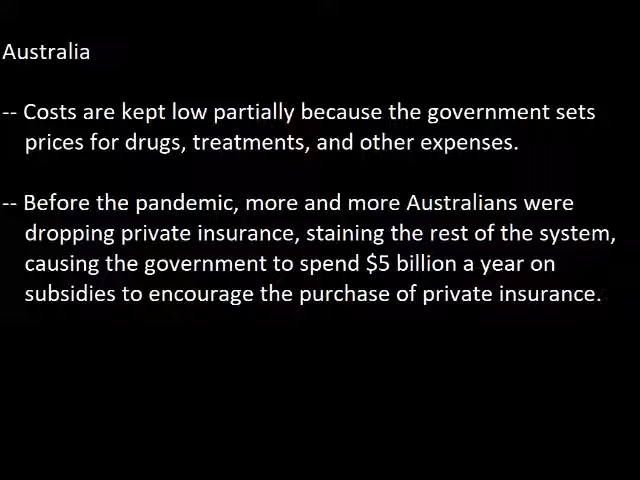 Australia
-- Costs are kept low partially because the government sets
prices for drugs, treatments, and other expenses.
-- Before the pandemic, more and more Australians were
dropping private insurance, staining the rest of the system,
causing the government to spend $5 billion a year on
subsidies to encourage the purchase of private insurance.